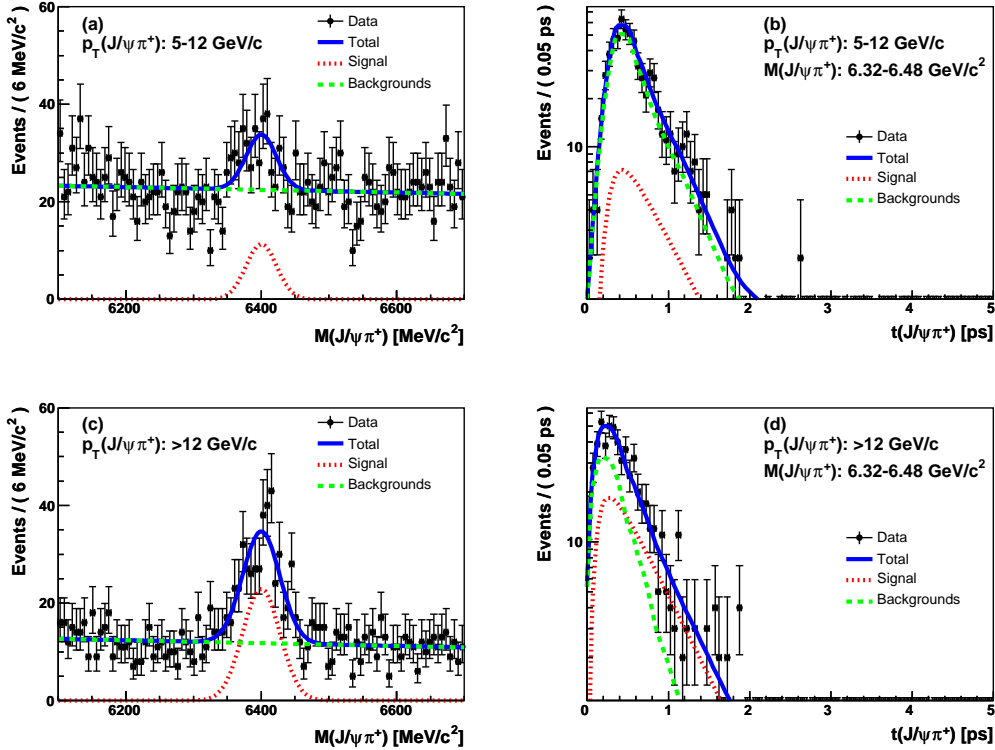 Events / ( 6 MeV/c²)
60
40
20
0
(a)
p_T(J/ψπ⁺): 5-12 GeV/c
Data
Total
Signal
Backgrounds
6200
6400
6600
M(J/ψπ⁺) [MeV/c²]
Events / ( 0.05 ps )
10
(b)
p_T(J/ψπ⁺): 5-12 GeV/c
M(J/ψπ⁺): 6.32-6.48 GeV/c²
Data
Total
Signal
Backgrounds
0
1
2
3
4
5
t(J/ψπ⁺) [ps]
Events / ( 6 MeV/c²)
60
40
20
0
(c)
p_T(J/ψπ⁺): >12 GeV/c
Data
Total
Signal
Backgrounds
6200
6400
6600
M(J/ψπ⁺) [MeV/c²]
Events / ( 0.05 ps )
10
(d)
p_T(J/ψπ⁺): >12 GeV/c
M(J/ψπ⁺): 6.32-6.48 GeV/c²
Data
Total
Signal
Backgrounds
0
1
2
3
4
5
t(J/ψπ⁺) [ps]